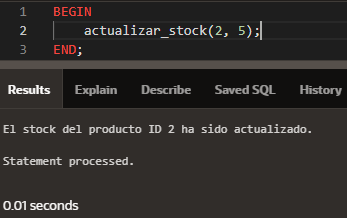 1 BEGIN
2 actualizar_stock(2, 5);
3 END;
Results Explain Describe Saved SQL History
El stock del producto ID 2 ha sido actualizado.
Statement processed.
0.01 seconds